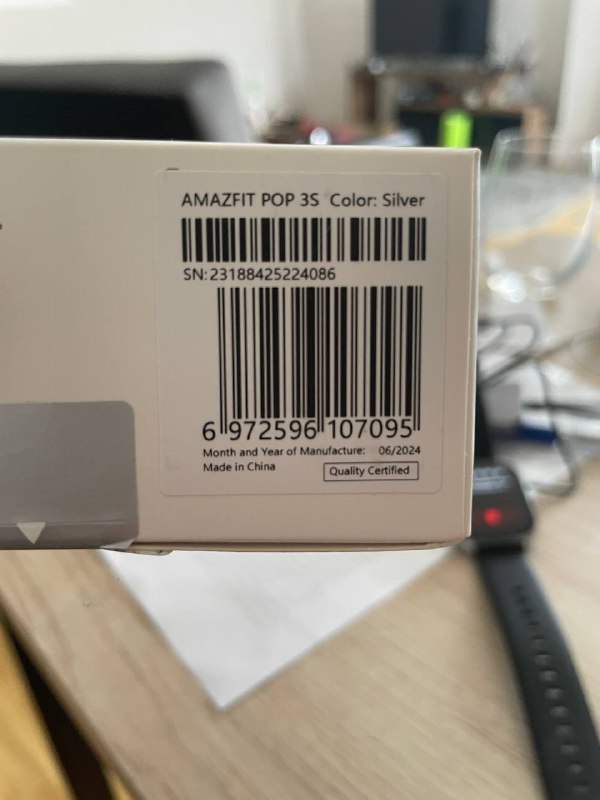 AMAZFIT POP 3S Color: Silver
SN:23188425224086
6 972596 107095
Month and Year of Manufacture: 06/2024
Made in China
Quality Certified